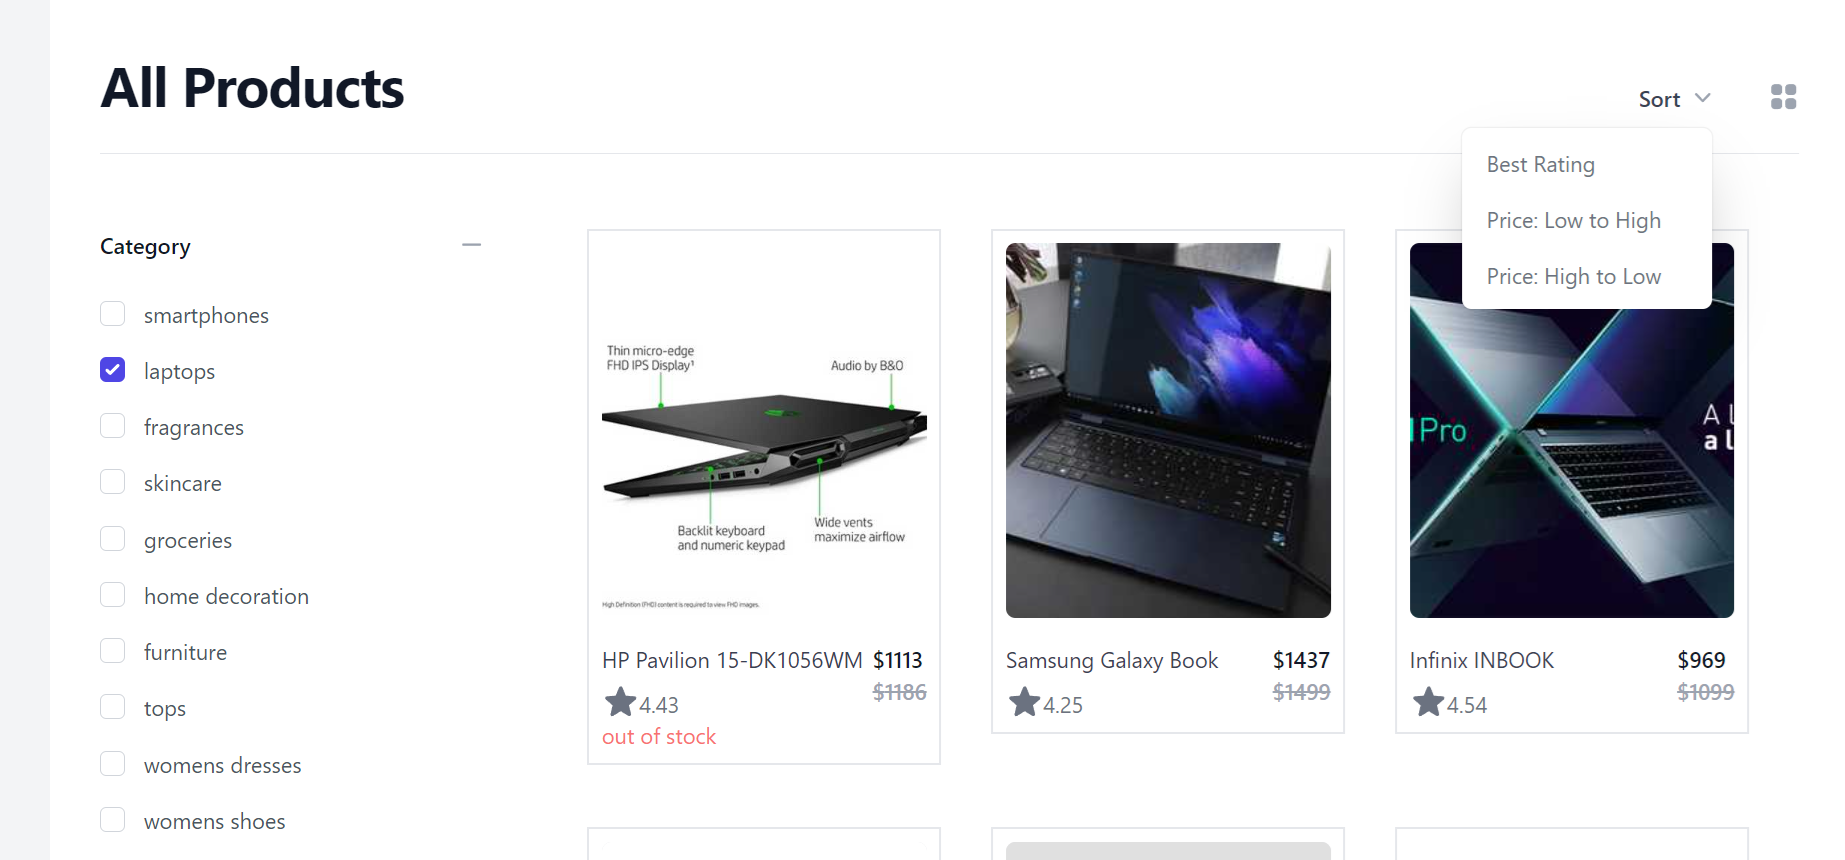 All Products
Sort
Best Rating
Price: Low to High
Price: High to Low
Category
smartphones
laptops
fragrances
skincare
groceries
home decoration
furniture
tops
womens dresses
womens shoes
Thin micro-edge
FHD IPS Display¹
Audio by B&O
Backlit keyboard
and numeric keypad
Wide vents
maximize airflow
High Definition (FHD) content is required to view FHD images.
HP Pavilion 15-DK1056WM $1113
$1186
4.43
out of stock
Samsung Galaxy Book $1437
$1499
4.25
Pro
A
al
Infinix INBOOK $969
$1099
4.54